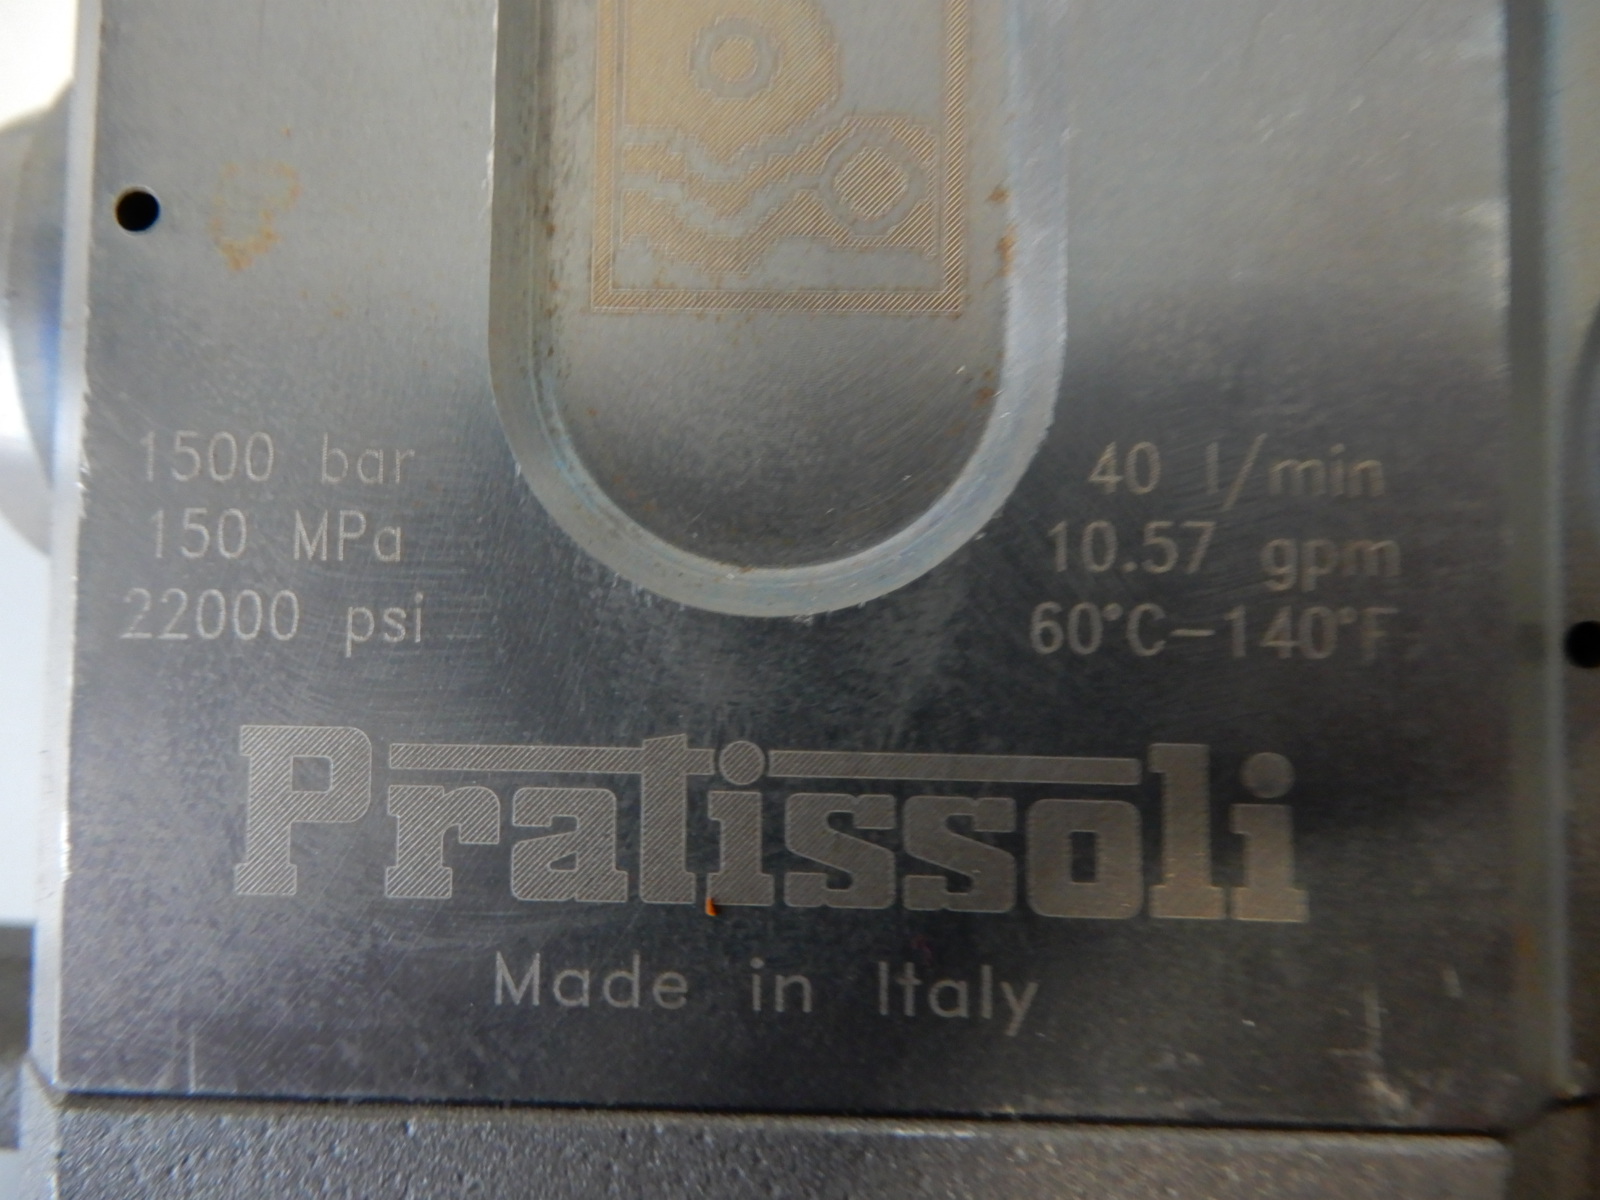 1500 bar
150 MPa
22000 psi
40 l/min
10.57 gpm
60°C-140°F
Pratissoli
Made in Italy